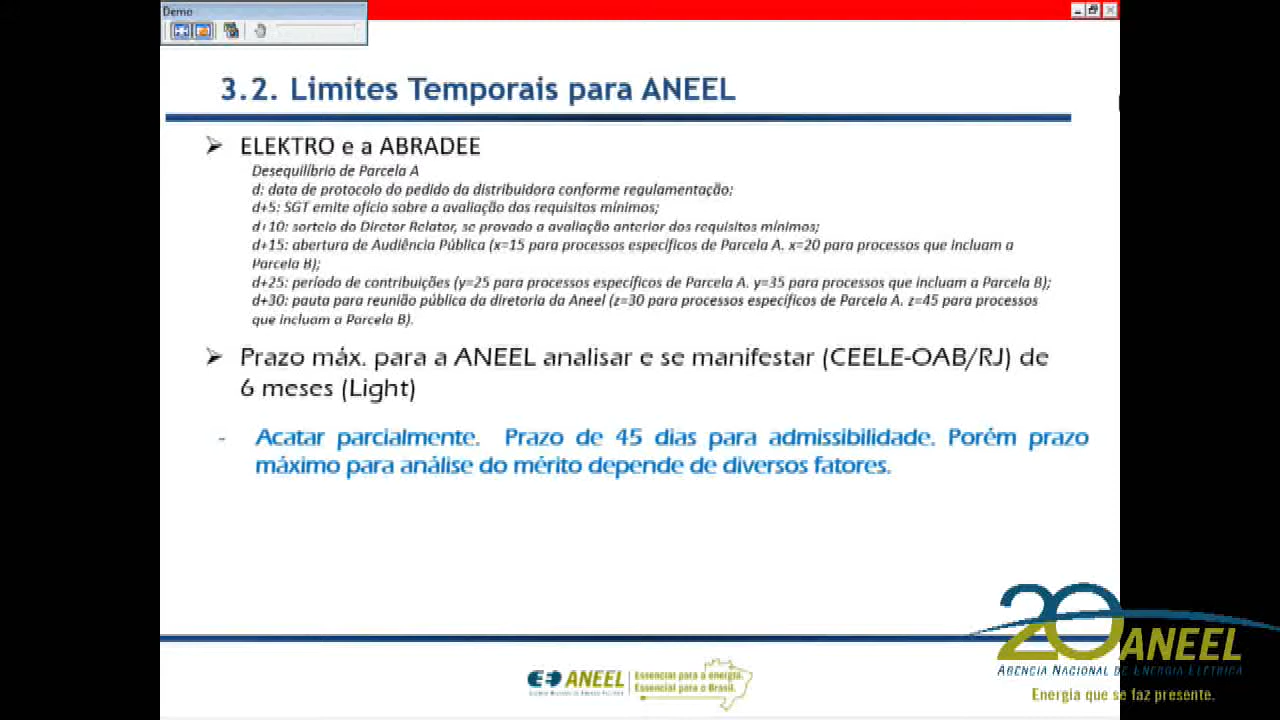 Demo
3.2. Limites Temporais para ANEEL
➢ ELEKTRO e a ABRADEE
Desequilíbrio de Parcela A
d: data de protocolo do pedido da distribuidora conforme regulamentação;
d+5: SGT emite ofício sobre a avaliação dos requisitos mínimos;
d+10: sorteio do Diretor Relator, se provado a avaliação anterior dos requisitos mínimos;
d+15: abertura de Audiência Pública (x=15 para processos específicos de Parcela A. x=20 para processos que incluam a
Parcela B);
d+25: período de contribuições (y=25 para processos específicos de Parcela A. y=35 para processos que incluam a Parcela B);
d+30: pauta para reunião pública da diretoria da Aneel (z=30 para processos específicos de Parcela A. z=45 para processos
que incluam a Parcela B).
➢ Prazo máx. para a ANEEL analisar e se manifestar (CEELE-OAB/RJ) de
6 meses (Light)
- Acatar parcialmente. Prazo de 45 dias para admissibilidade. Porém prazo
máximo para análise do mérito depende de diversos fatores.
ANEEL
AGÊNCIA NACIONAL DE ENERGIA ELÉTRICA
Essencial para a energia.
Essencial para o Brasil.
20 ANEEL
AGÊNCIA NACIONAL DE ENERGIA ELÉTRICA
Energia que se faz presente.